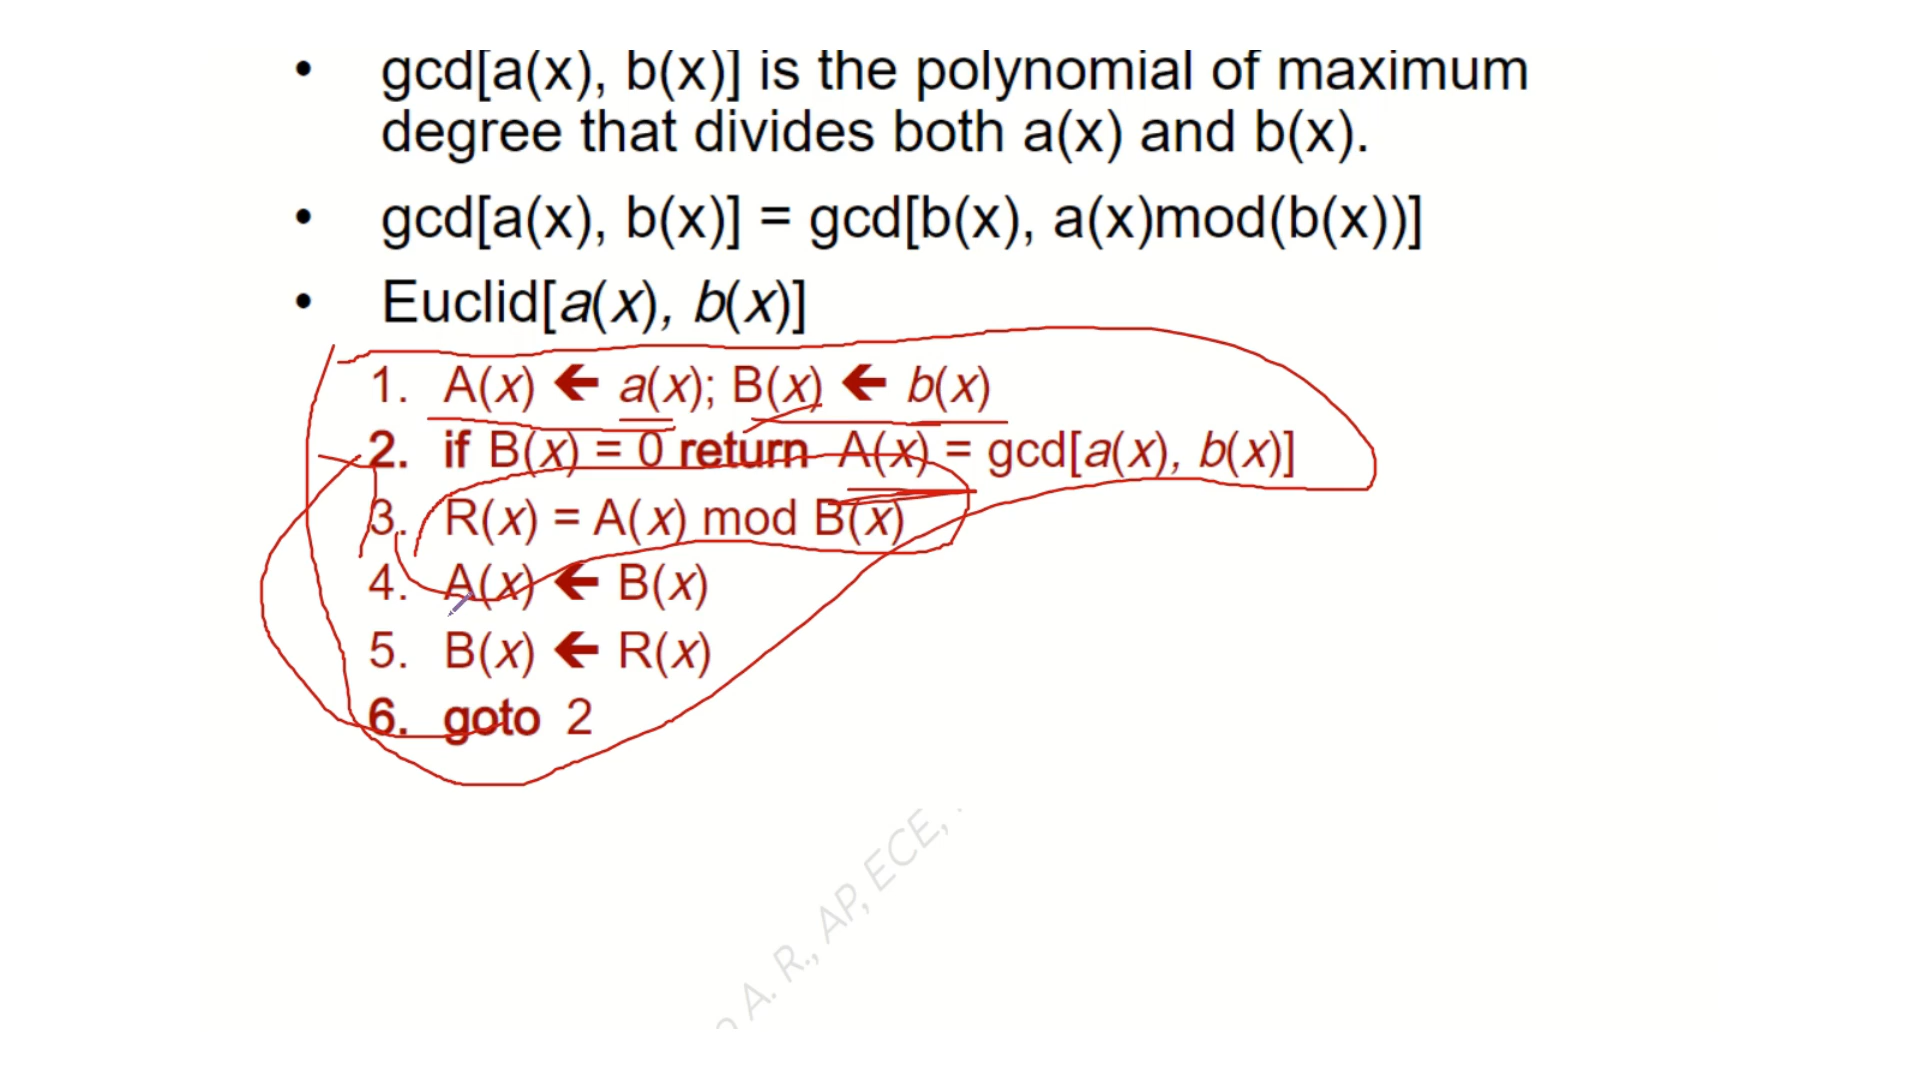 • gcd[a(x), b(x)] is the polynomial of maximum
degree that divides both a(x) and b(x).
• gcd[a(x), b(x)] = gcd[b(x), a(x)mod(b(x))]
• Euclid[a(x), b(x)]
1. A(x) 🡸 a(x); B(x) 🡸 b(x)
2. if B(x) = 0 return A(x) = gcd[a(x), b(x)]
3. R(x) = A(x) mod B(x)
4. A(x) 🡸 B(x)
5. B(x) 🡸 R(x)
6. goto 2
A. R., AP, ECE,